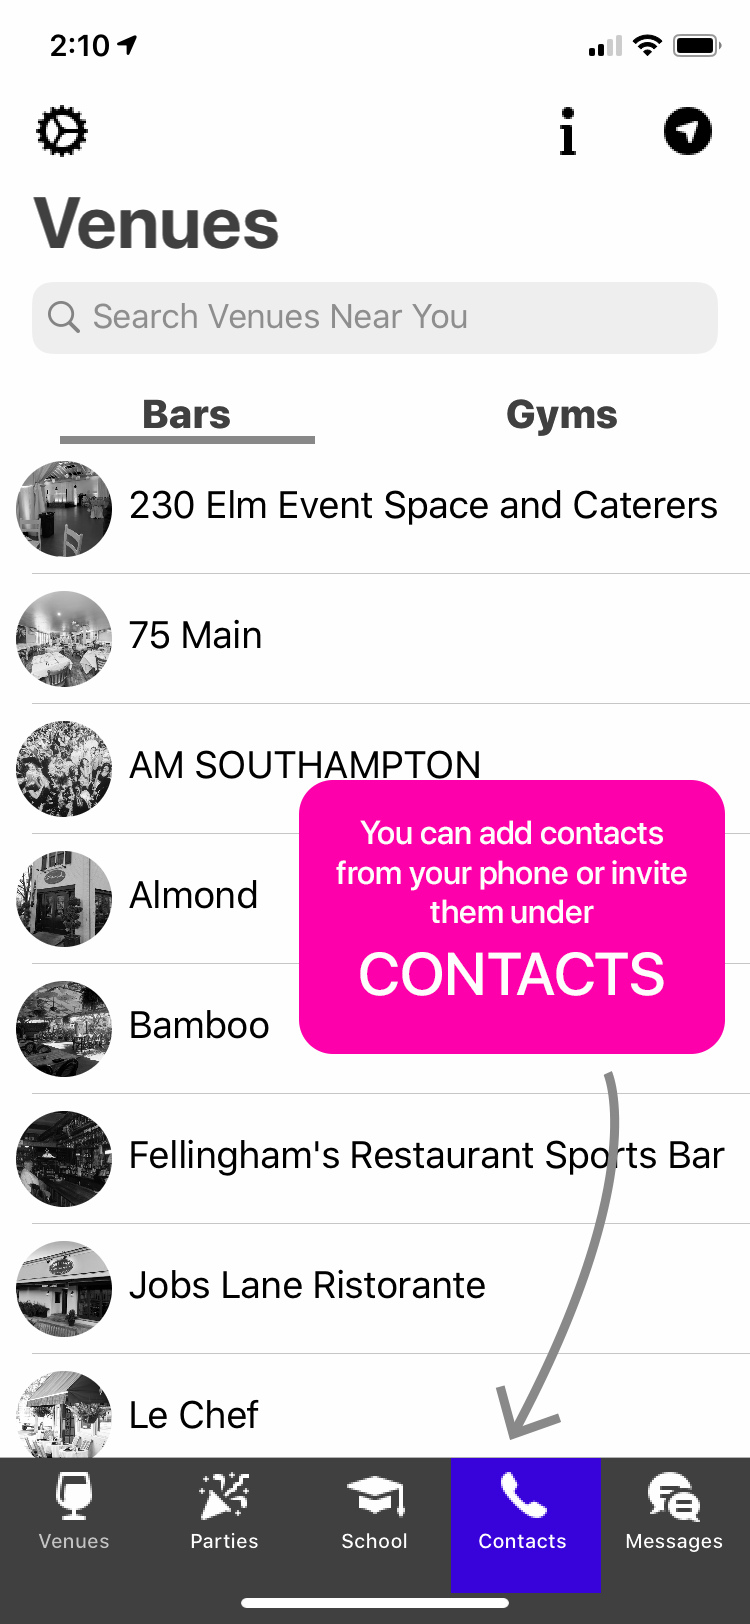 2:10
Venues
Search Venues Near You
Bars
Gyms
230 Elm Event Space and Caterers
75 Main
AM SOUTHAMPTON
You can add contacts
from your phone or invite
them under
CONTACTS
Almond
Bamboo
Fellingham's Restaurant Sports Bar
Jobs Lane Ristorante
Le Chef
Venues
Parties
School
Contacts
Messages